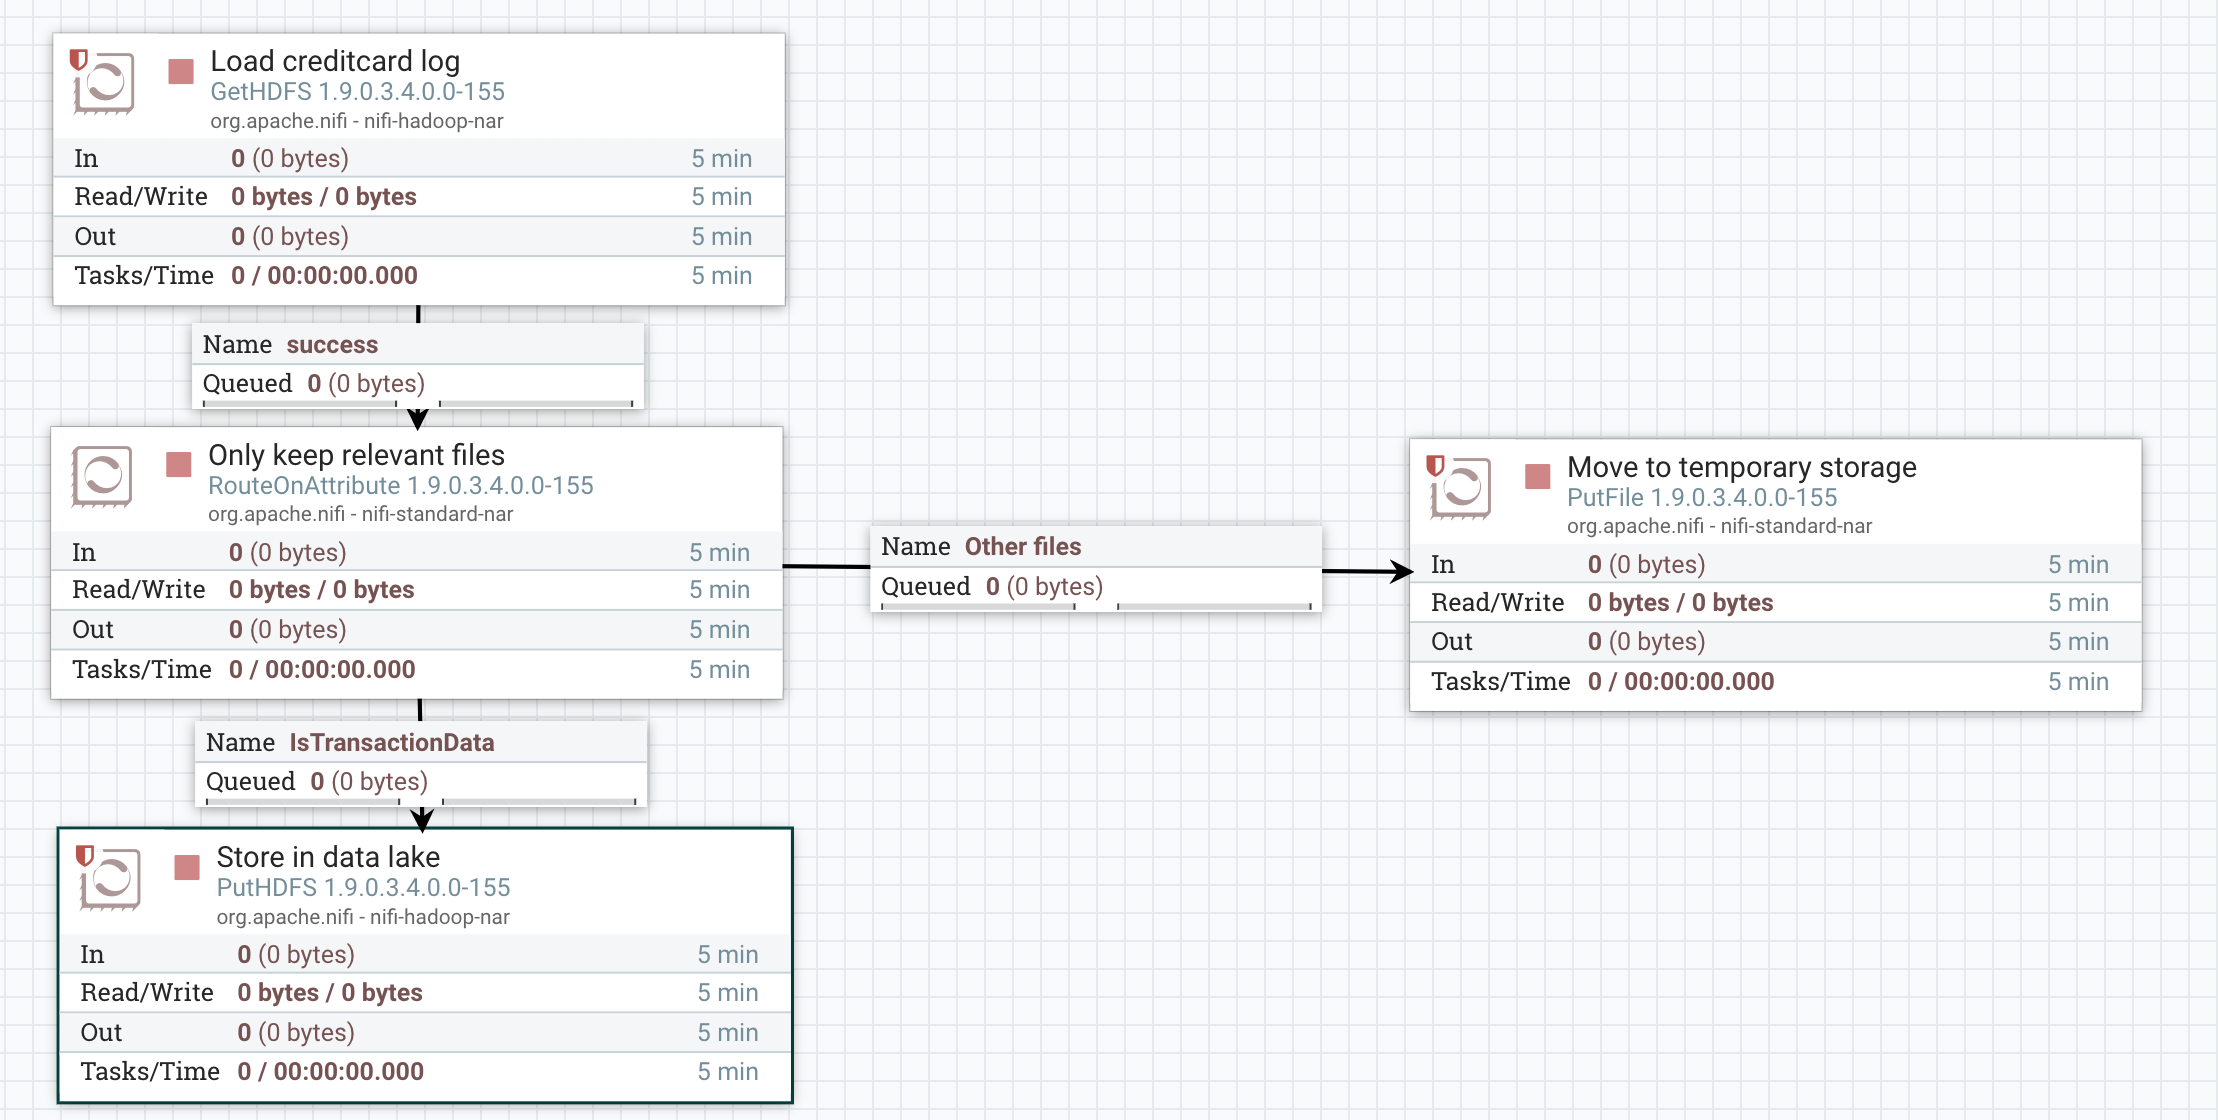 Load creditcard log
GetHDFS 1.9.0.3.4.0.0-155
org.apache.nifi - nifi-hadoop-nar
In 0 (0 bytes) 5 min
Read/Write 0 bytes / 0 bytes 5 min
Out 0 (0 bytes) 5 min
Tasks/Time 0 / 00:00:00.000 5 min
Name success
Queued 0 (0 bytes)
Only keep relevant files
RouteOnAttribute 1.9.0.3.4.0.0-155
org.apache.nifi - nifi-standard-nar
In 0 (0 bytes) 5 min
Read/Write 0 bytes / 0 bytes 5 min
Out 0 (0 bytes) 5 min
Tasks/Time 0 / 00:00:00.000 5 min
Name Other files
Queued 0 (0 bytes)
Move to temporary storage
PutFile 1.9.0.3.4.0.0-155
org.apache.nifi - nifi-standard-nar
In 0 (0 bytes) 5 min
Read/Write 0 bytes / 0 bytes 5 min
Out 0 (0 bytes) 5 min
Tasks/Time 0 / 00:00:00.000 5 min
Name IsTransactionData
Queued 0 (0 bytes)
Store in data lake
PutHDFS 1.9.0.3.4.0.0-155
org.apache.nifi - nifi-hadoop-nar
In 0 (0 bytes) 5 min
Read/Write 0 bytes / 0 bytes 5 min
Out 0 (0 bytes) 5 min
Tasks/Time 0 / 00:00:00.000 5 min